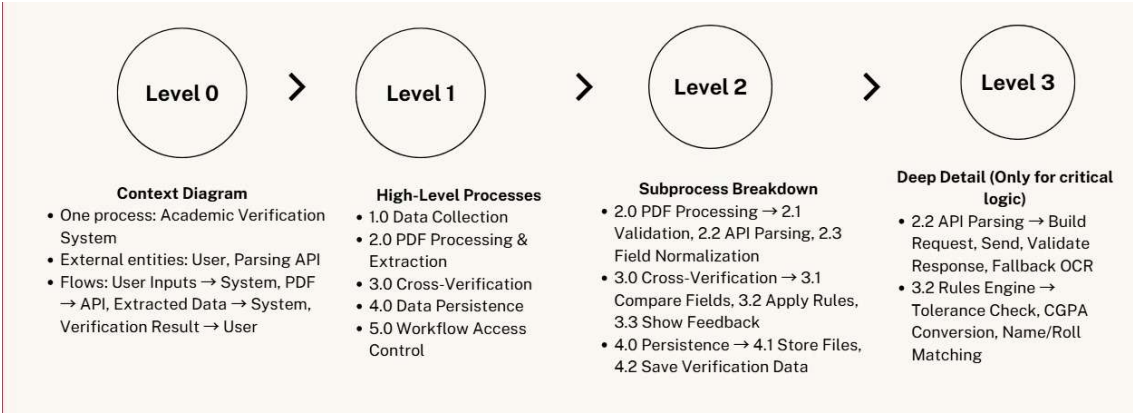 Level 0
Level 1
Level 2
Level 3
Context Diagram
• One process: Academic Verification
System
• External entities: User, Parsing API
• Flows: User Inputs → System, PDF
→ API, Extracted Data → System,
Verification Result → User
High-Level Processes
• 1.0 Data Collection
• 2.0 PDF Processing &
Extraction
• 3.0 Cross-Verification
• 4.0 Data Persistence
• 5.0 Workflow Access
Control
Subprocess Breakdown
• 2.0 PDF Processing → 2.1
Validation, 2.2 API Parsing, 2.3
Field Normalization
• 3.0 Cross-Verification → 3.1
Compare Fields, 3.2 Apply Rules,
3.3 Show Feedback
• 4.0 Persistence → 4.1 Store Files,
4.2 Save Verification Data
Deep Detail (Only for critical
logic)
• 2.2 API Parsing → Build
Request, Send, Validate
Response, Fallback OCR
• 3.2 Rules Engine →
Tolerance Check, CGPA
Conversion, Name/Roll
Matching